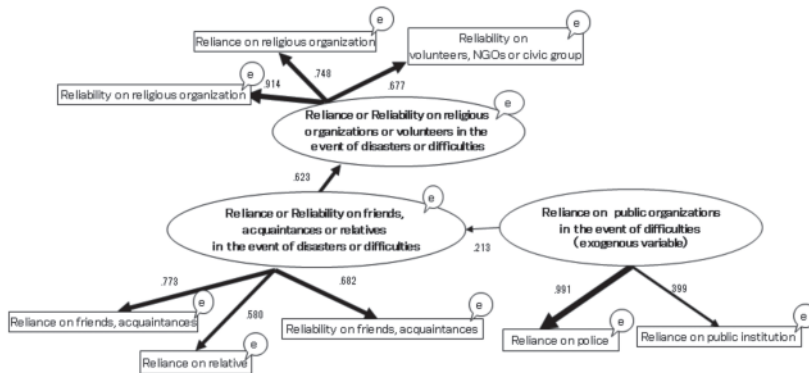 e
Reliance on religious organization
e
Reliability on
volunteers, NGOs or civic group
e
Reliability on religious organization
.914
.748
.677
e
Reliance or Reliability on religious
organizations or volunteers in the
event of disasters or difficulties
.623
e
Reliance or Reliability on friends,
acquaintances or relatives
in the event of disasters or difficulties
.213
Reliance on public organizations
in the event of difficulties
(exogenous variable)
.773
.580
.682
.991
.399
e
Reliance on friends, acquaintances
e
Reliability on friends, acquaintances
e
Reliance on relative
e
Reliance on police
e
Reliance on public institution